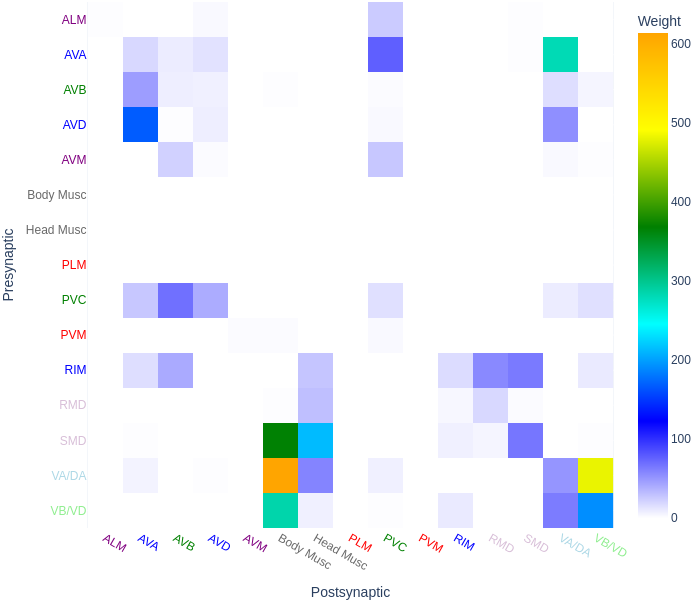 Weight
ALM
AVA
AVB
AVD
AVM
Body Musc
Head Musc
PLM
PVC
PVM
RIM
RMD
SMD
VA/DA
VB/VD
Presynaptic
600
500
400
300
200
100
0
ALM
AVA
AVB
AVD
AVM
Body Musc
Head Musc
PLM
PVC
PVM
RIM
RMD
SMD
VA/DA
VB/VD
Postsynaptic